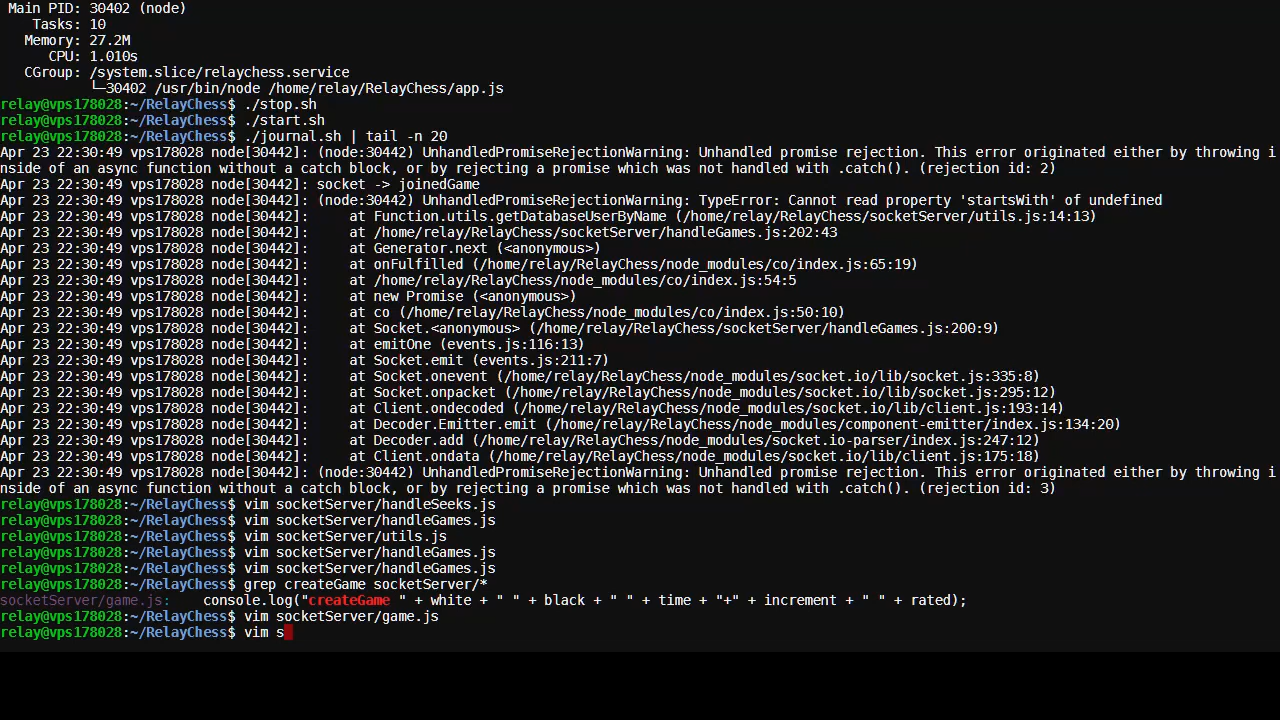 Main PID: 30402 (node)
Tasks: 10
Memory: 27.2M
CPU: 1.010s
CGroup: /system.slice/relaychess.service
└─30402 /usr/bin/node /home/relay/RelayChess/app.js
relay@vps178028:~/RelayChess$ ./stop.sh
relay@vps178028:~/RelayChess$ ./start.sh
relay@vps178028:~/RelayChess$ ./journal.sh | tail -n 20
Apr 23 22:30:49 vps178028 node[30442]: (node:30442) UnhandledPromiseRejectionWarning: Unhandled promise rejection. This error originated either by throwing i
nside of an async function without a catch block, or by rejecting a promise which was not handled with .catch(). (rejection id: 2)
Apr 23 22:30:49 vps178028 node[30442]: socket -> joinedGame
Apr 23 22:30:49 vps178028 node[30442]: (node:30442) UnhandledPromiseRejectionWarning: TypeError: Cannot read property 'startsWith' of undefined
Apr 23 22:30:49 vps178028 node[30442]:     at Function.utils.getDatabaseUserByName (/home/relay/RelayChess/socketServer/utils.js:14:13)
Apr 23 22:30:49 vps178028 node[30442]:     at /home/relay/RelayChess/socketServer/handleGames.js:202:43
Apr 23 22:30:49 vps178028 node[30442]:     at Generator.next (<anonymous>)
Apr 23 22:30:49 vps178028 node[30442]:     at onFulfilled (/home/relay/RelayChess/node_modules/co/index.js:65:19)
Apr 23 22:30:49 vps178028 node[30442]:     at /home/relay/RelayChess/node_modules/co/index.js:54:5
Apr 23 22:30:49 vps178028 node[30442]:     at new Promise (<anonymous>)
Apr 23 22:30:49 vps178028 node[30442]:     at co (/home/relay/RelayChess/node_modules/co/index.js:50:10)
Apr 23 22:30:49 vps178028 node[30442]:     at Socket.<anonymous> (/home/relay/RelayChess/socketServer/handleGames.js:200:9)
Apr 23 22:30:49 vps178028 node[30442]:     at emitOne (events.js:116:13)
Apr 23 22:30:49 vps178028 node[30442]:     at Socket.emit (events.js:211:7)
Apr 23 22:30:49 vps178028 node[30442]:     at Socket.onevent (/home/relay/RelayChess/node_modules/socket.io/lib/socket.js:335:8)
Apr 23 22:30:49 vps178028 node[30442]:     at Socket.onpacket (/home/relay/RelayChess/node_modules/socket.io/lib/socket.js:295:12)
Apr 23 22:30:49 vps178028 node[30442]:     at Client.ondecoded (/home/relay/RelayChess/node_modules/socket.io/lib/client.js:193:14)
Apr 23 22:30:49 vps178028 node[30442]:     at Decoder.Emitter.emit (/home/relay/RelayChess/node_modules/component-emitter/index.js:134:20)
Apr 23 22:30:49 vps178028 node[30442]:     at Decoder.add (/home/relay/RelayChess/node_modules/socket.io-parser/index.js:247:12)
Apr 23 22:30:49 vps178028 node[30442]:     at Client.ondata (/home/relay/RelayChess/node_modules/socket.io/lib/client.js:175:18)
Apr 23 22:30:49 vps178028 node[30442]: (node:30442) UnhandledPromiseRejectionWarning: Unhandled promise rejection. This error originated either by throwing i
nside of an async function without a catch block, or by rejecting a promise which was not handled with .catch(). (rejection id: 3)
relay@vps178028:~/RelayChess$ vim socketServer/handleSeeks.js
relay@vps178028:~/RelayChess$ vim socketServer/handleGames.js
relay@vps178028:~/RelayChess$ vim socketServer/utils.js
relay@vps178028:~/RelayChess$ vim socketServer/handleGames.js
relay@vps178028:~/RelayChess$ vim socketServer/handleGames.js
relay@vps178028:~/RelayChess$ grep createGame socketServer/*
socketServer/game.js:    console.log("createGame " + white + " " + black + " " + time + "+" + increment + " " + rated);
relay@vps178028:~/RelayChess$ vim socketServer/game.js
relay@vps178028:~/RelayChess$ vim s